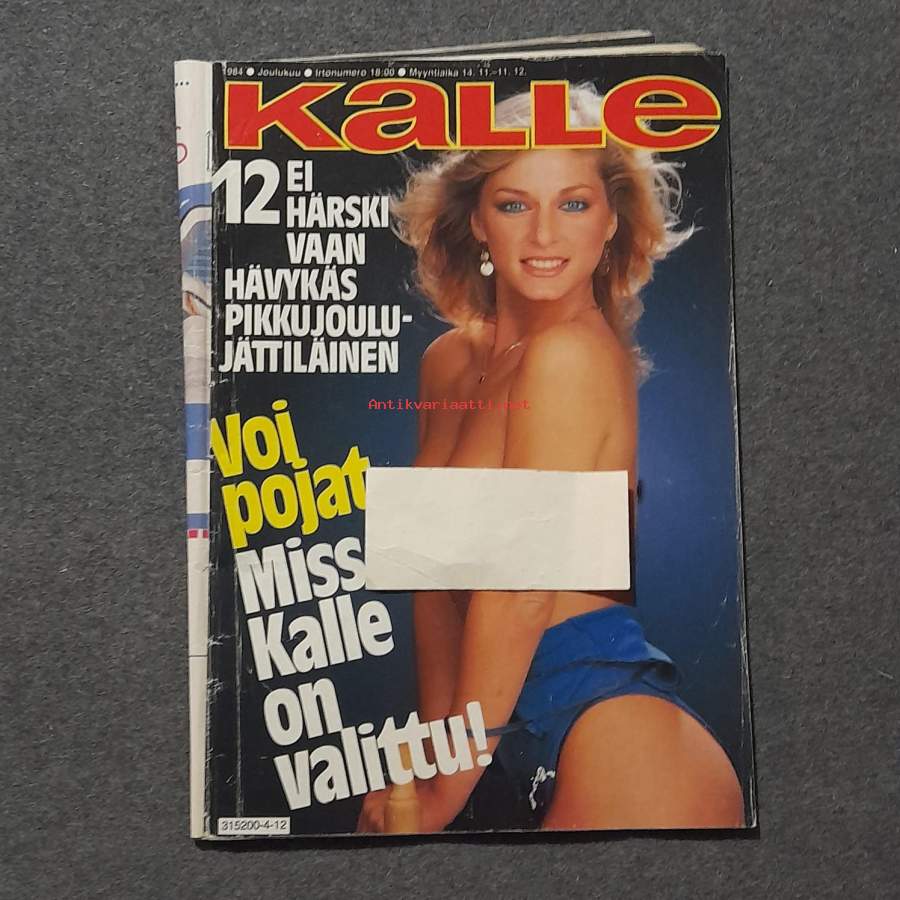 1984 ● Joulukuu ● Irtonumero 18:00 ● Myyntiaika 14. 11.–11. 12.
KaLLe
12 EI
HÄRSKI
VAAN
HÄVYKÄS
PIKKUJOULU-
JÄTTILÄINEN
Antikvariaatti.net
Voi
pojat
Miss
Kalle
on
valittu!
315200-4-12